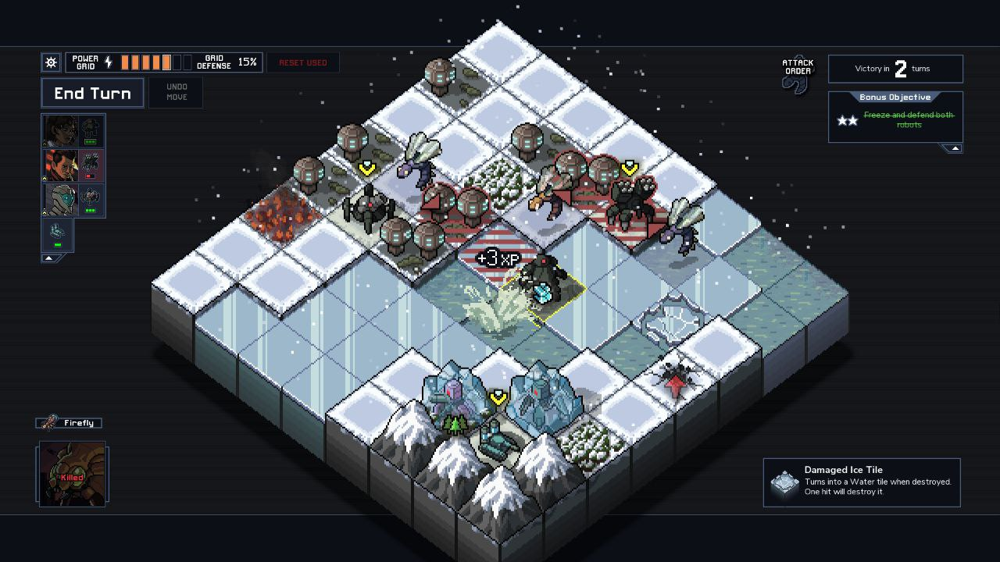 POWER
GRID
GRID
DEFENSE
15%
RESET USED
ATTACK
ORDER
Victory in 2 turns
End Turn
UNDO
MOVE
Bonus Objective
Freeze and defend both
robots
+3 XP
Firefly
Killed
Damaged Ice Tile
Turns into a Water tile when destroyed.
One hit will destroy it.